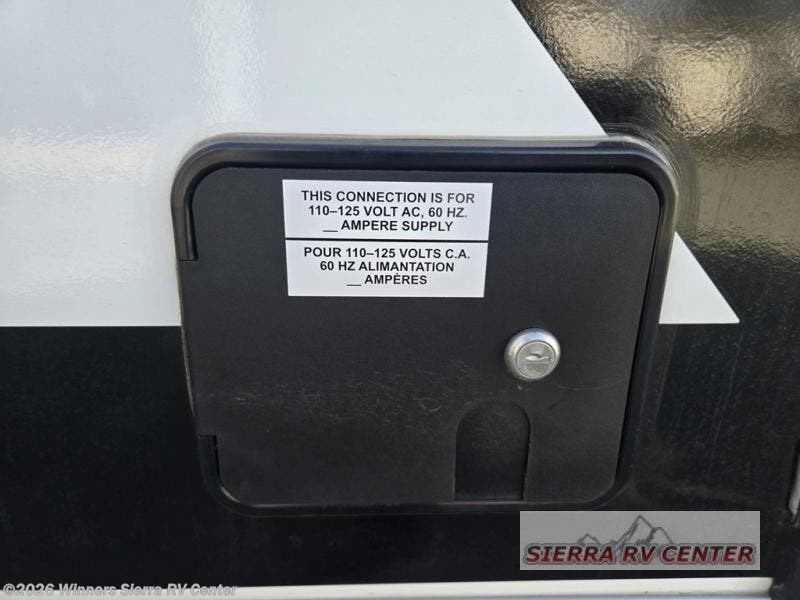 THIS CONNECTION IS FOR
110–125 VOLT AC, 60 HZ.
__ AMPERE SUPPLY
POUR 110–125 VOLTS C.A.
60 HZ ALIMANTATION
__ AMPÈRES
SIERRA RV CENTER
©2026 Winners Sierra RV Center